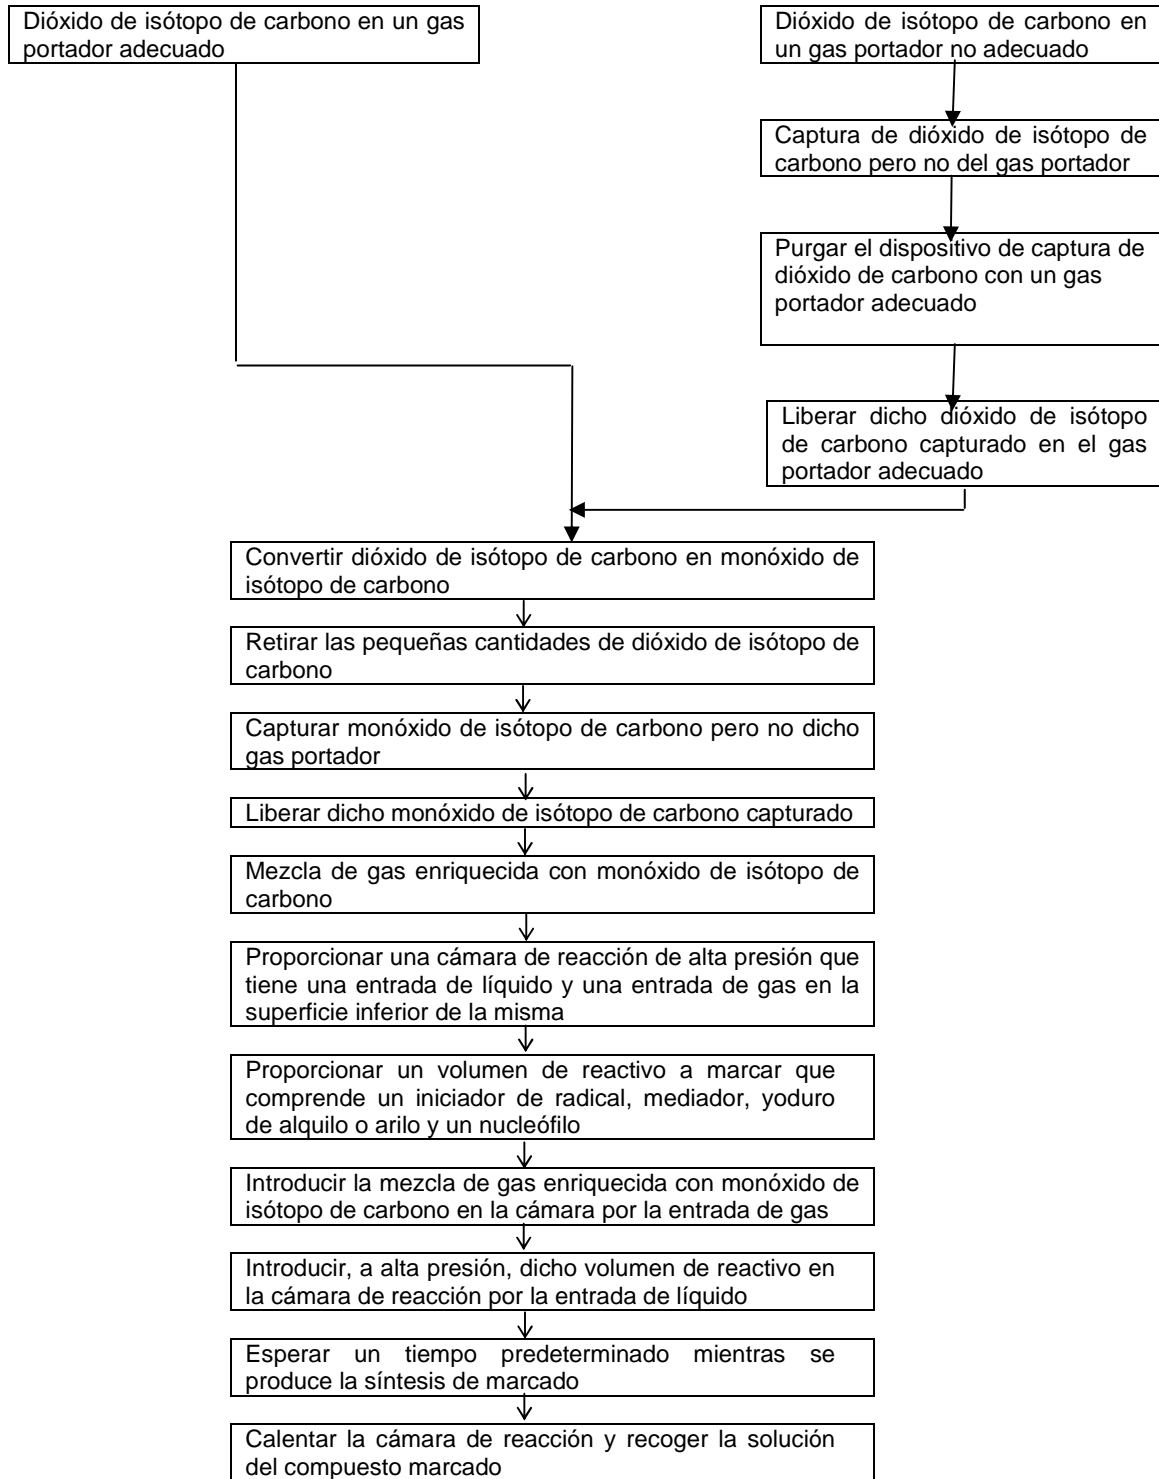 Dióxido de isótopo de carbono en un gas
portador adecuado
Dióxido de isótopo de carbono en
un gas portador no adecuado
Captura de dióxido de isótopo de
carbono pero no del gas portador
Purgar el dispositivo de captura de
dióxido de carbono con un gas
portador adecuado
Liberar dicho dióxido de isótopo
de carbono capturado en el gas
portador adecuado
Convertir dióxido de isótopo de carbono en monóxido de
isótopo de carbono
Retirar las pequeñas cantidades de dióxido de isótopo de
carbono
Capturar monóxido de isótopo de carbono pero no dicho
gas portador
Liberar dicho monóxido de isótopo de carbono capturado
Mezcla de gas enriquecida con monóxido de isótopo de
carbono
Proporcionar una cámara de reacción de alta presión que
tiene una entrada de líquido y una entrada de gas en la
superficie inferior de la misma
Proporcionar un volumen de reactivo a marcar que
comprende un iniciador de radical, mediador, yoduro
de alquilo o arilo y un nucleófilo
Introducir la mezcla de gas enriquecida con monóxido de
isótopo de carbono en la cámara por la entrada de gas
Introducir, a alta presión, dicho volumen de reactivo en
la cámara de reacción por la entrada de líquido
Esperar un tiempo predeterminado mientras se
produce la síntesis de marcado
Calentar la cámara de reacción y recoger la solución
del compuesto marcado